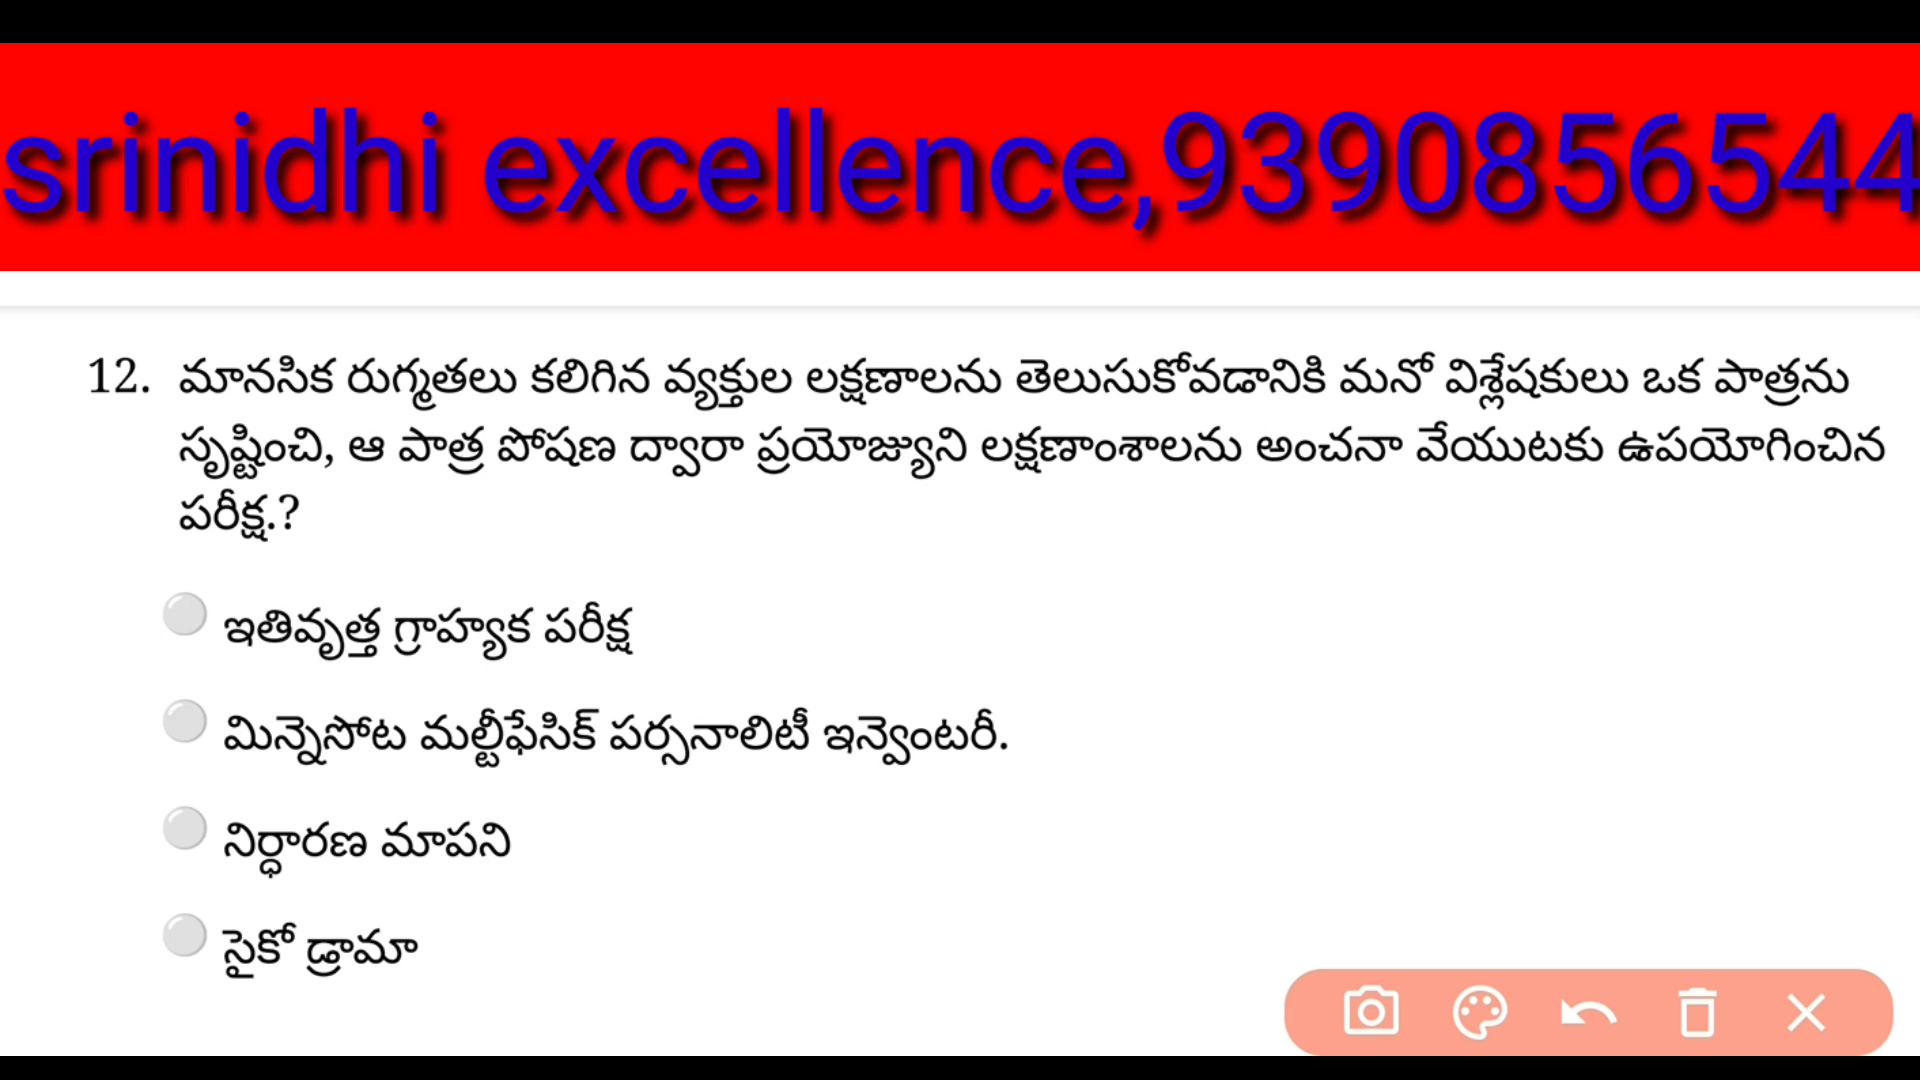 srinidhi excellence,9390856544
12. మానసిక రుగ్మతలు కలిగిన వ్యక్తుల లక్షణాలను తెలుసుకోవడానికి మనో విశ్లేషకులు ఒక పాత్రను
సృష్టించి, ఆ పాత్ర పోషణ ద్వారా ప్రయోజ్యుని లక్షణాంశాలను అంచనా వేయుటకు ఉపయోగించిన
పరీక్ష.?
ఇతివృత్త గ్రాహ్యక పరీక్ష
మిన్నెసోట మల్టీఫేసిక్ పర్సనాలిటీ ఇన్వెంటరీ.
నిర్ధారణ మాపని
సైకో డ్రామా